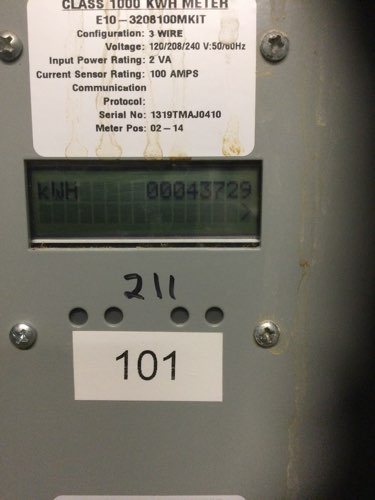 CLASS 1000 KWH METER
E10-3208100MKIT
Configuration: 3 WIRE
Voltage: 120/208/240 V:50/60Hz
Input Power Rating: 2 VA
Current Sensor Rating: 100 AMPS
Communication
Protocol:
Serial No: 1319TMAJ0410
Meter Pos: 02-14
kWH 00043729
>
211
101